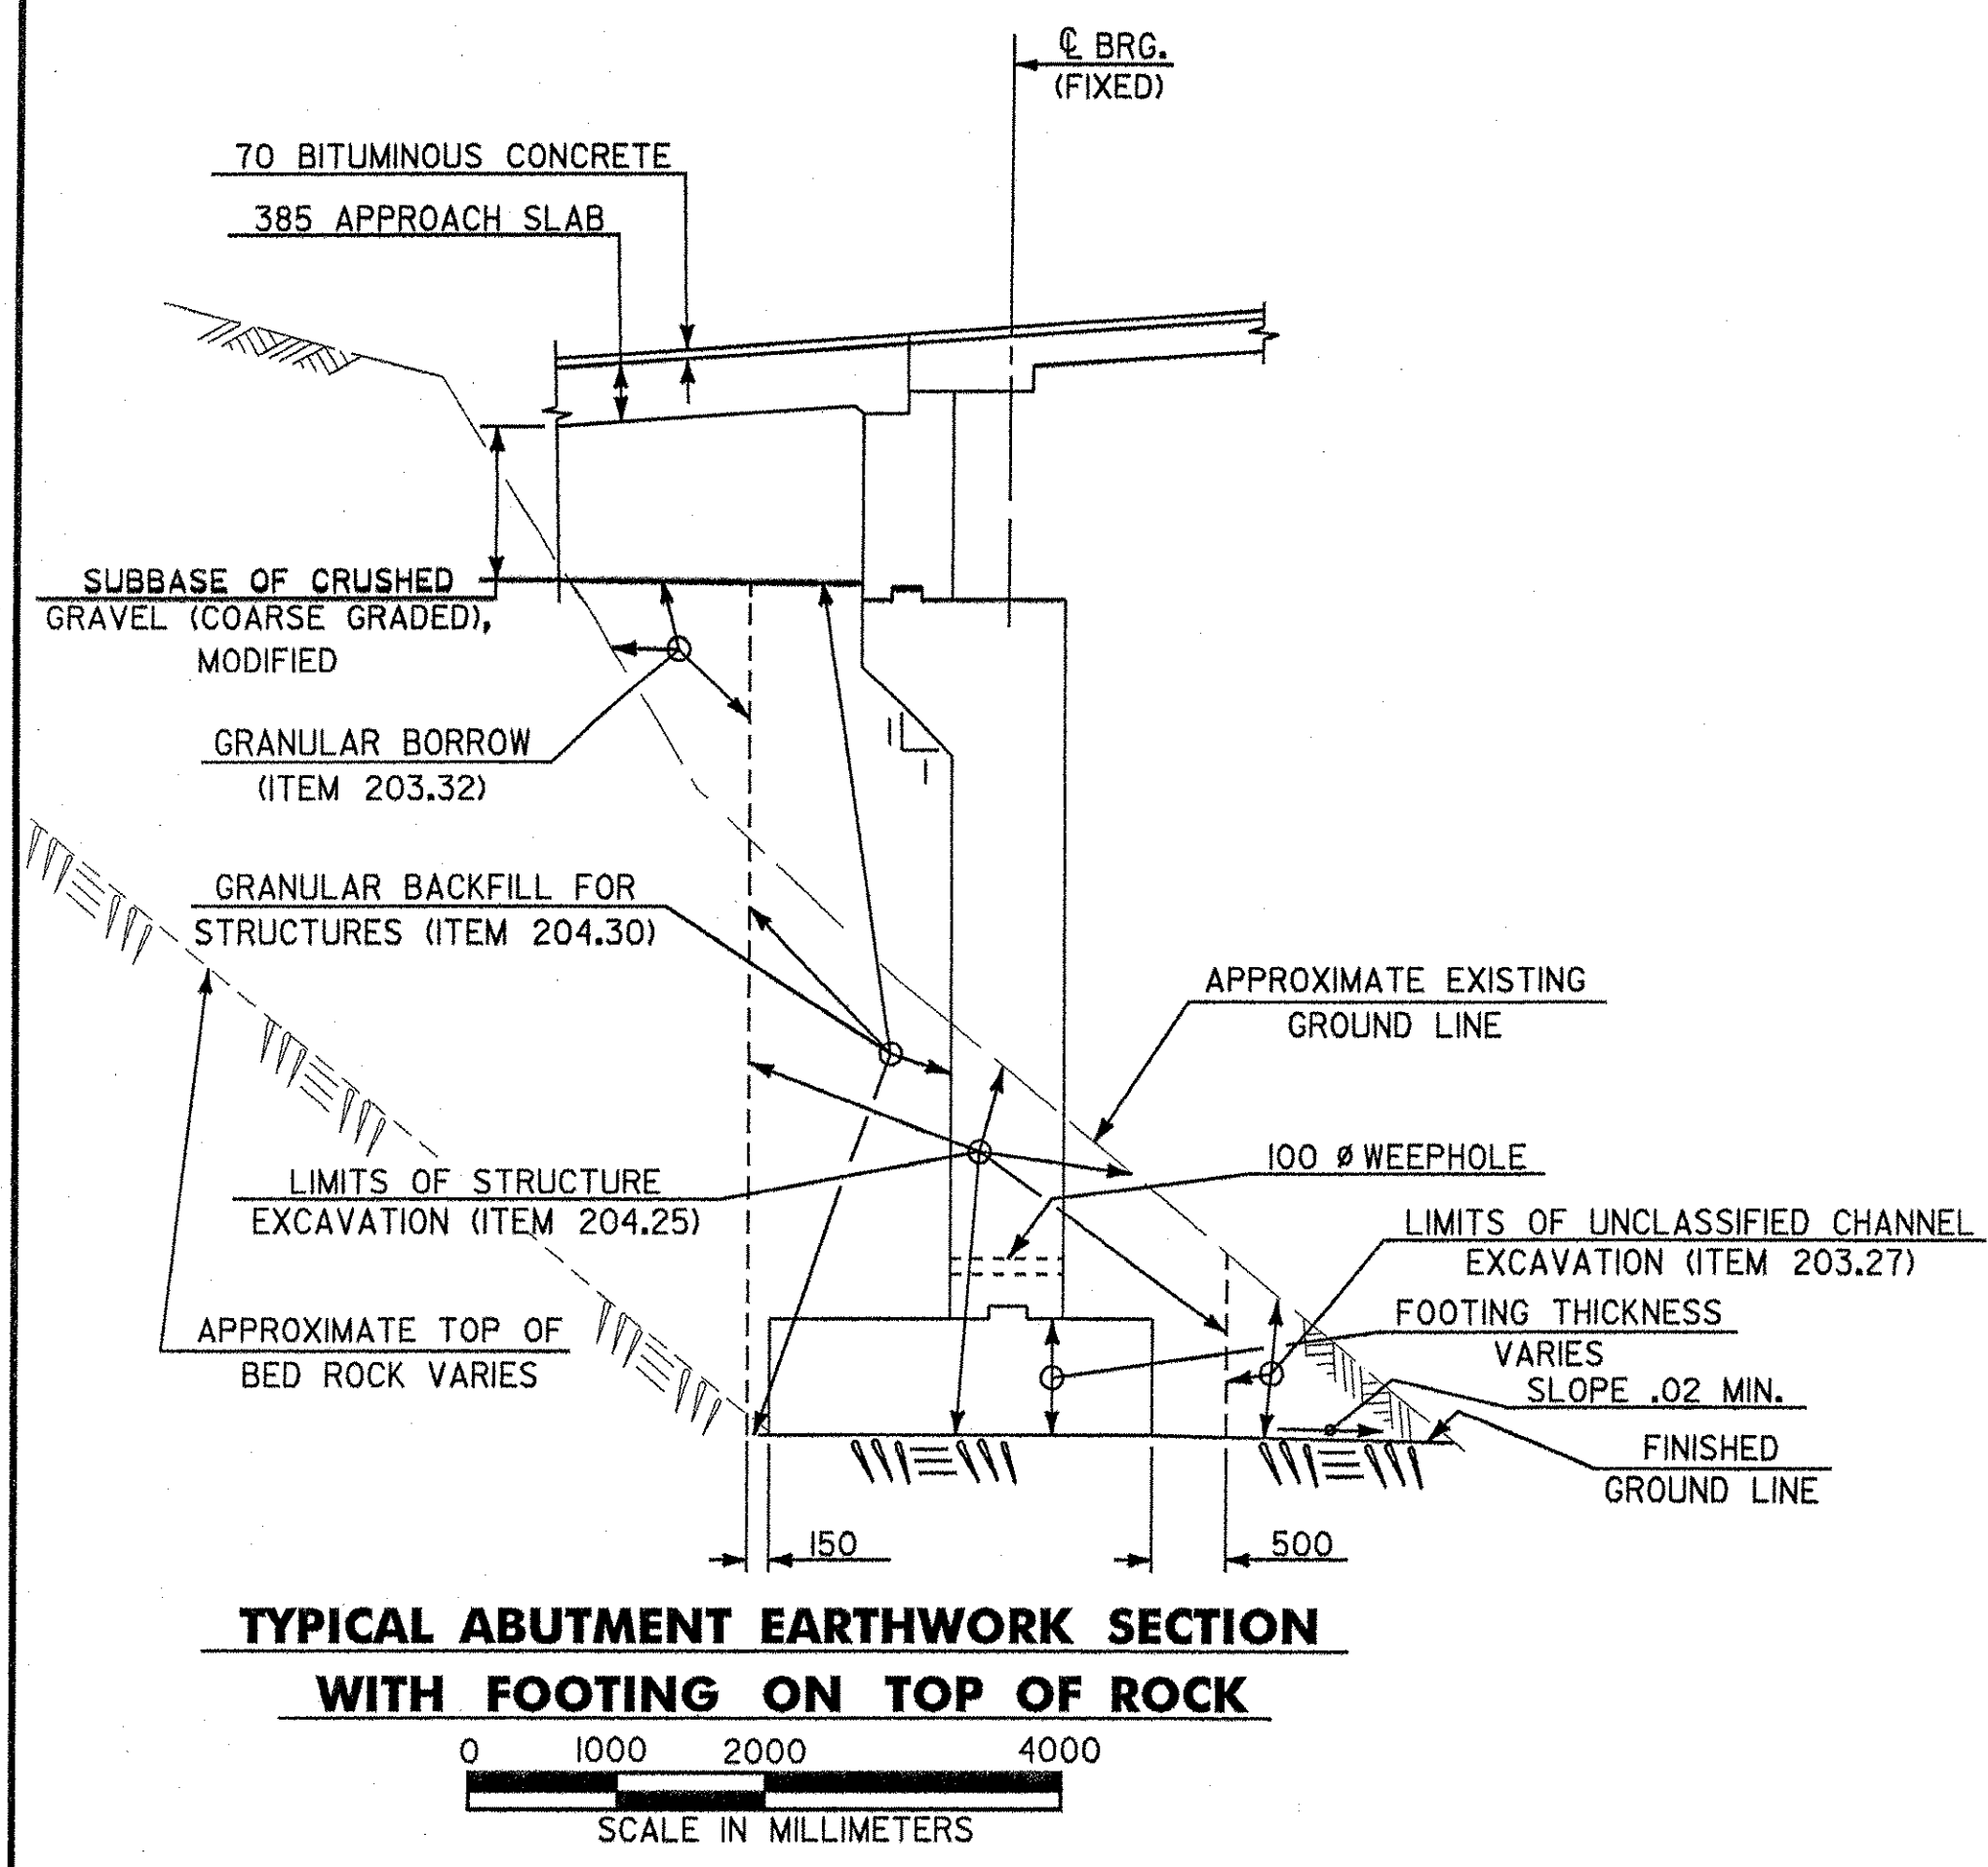 ℄ BRG.
(FIXED)
70 BITUMINOUS CONCRETE
385 APPROACH SLAB
SUBBASE OF CRUSHED
GRAVEL (COARSE GRADED),
MODIFIED
GRANULAR BORROW
(ITEM 203.32)
GRANULAR BACKFILL FOR
STRUCTURES (ITEM 204.30)
APPROXIMATE EXISTING
GROUND LINE
100 Ø WEEPHOLE
LIMITS OF STRUCTURE
EXCAVATION (ITEM 204.25)
LIMITS OF UNCLASSIFIED CHANNEL
EXCAVATION (ITEM 203.27)
APPROXIMATE TOP OF
BED ROCK VARIES
FOOTING THICKNESS
VARIES
SLOPE .02 MIN.
FINISHED
GROUND LINE
150
500
TYPICAL ABUTMENT EARTHWORK SECTION
WITH FOOTING ON TOP OF ROCK
0 1000 2000 4000
SCALE IN MILLIMETERS